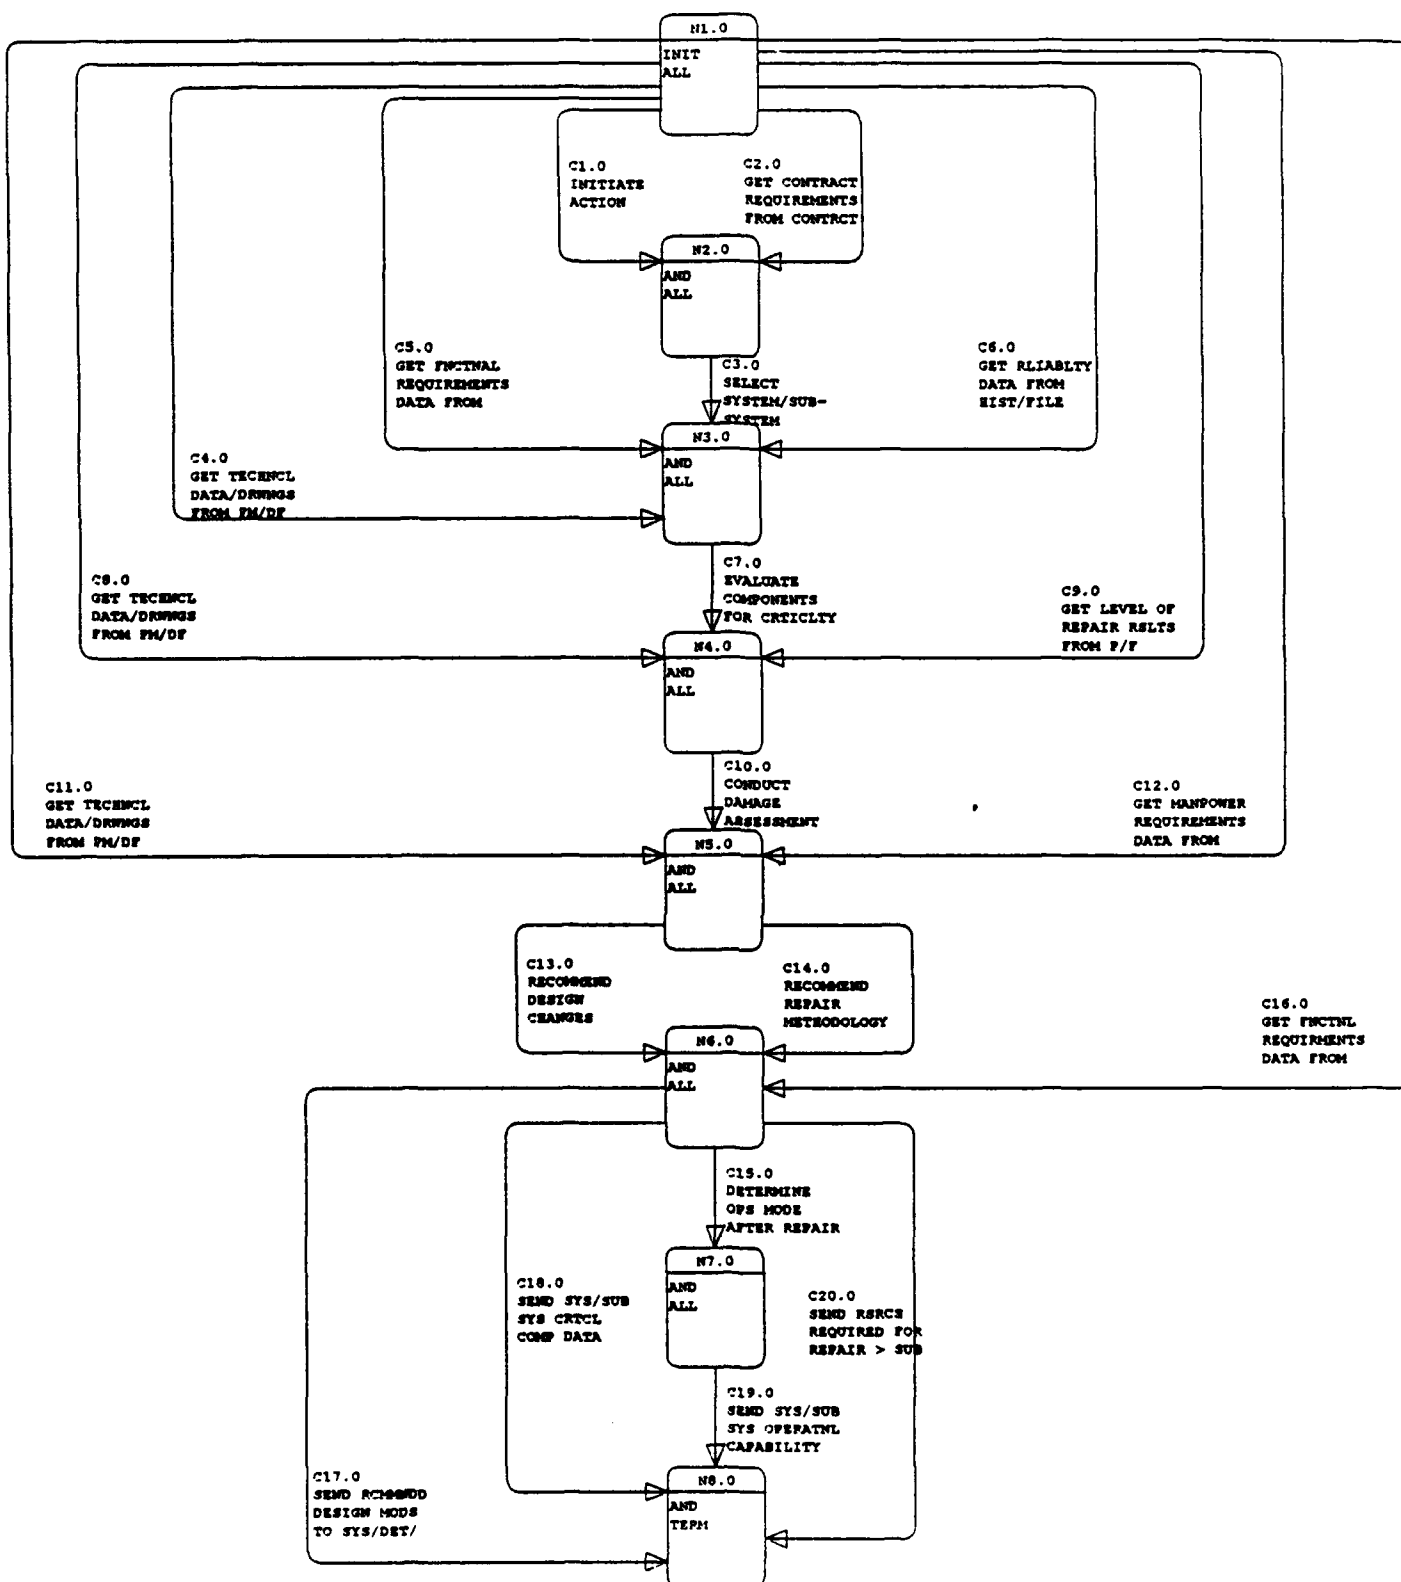 N1.0
INIT
ALL
C1.0
INITIATE
ACTION
C2.0
GET CONTRACT
REQUIREMENTS
FROM CONTRCT
N2.0
AND
ALL
C5.0
GET FNCTNAL
REQUIREMENTS
DATA FROM
C3.0
SELECT
SYSTEM/SUB-
SYSTEM
C6.0
GET RLIABLTY
DATA FROM
HIST/FILE
N3.0
AND
ALL
C4.0
GET TECHNCL
DATA/DRWNGS
FROM PM/DF
C7.0
EVALUATE
COMPONENTS
FOR CRTICLTY
C8.0
GET TECHNCL
DATA/DRWNGS
FROM PM/DF
C9.0
GET LEVEL OF
REPAIR RSLTS
FROM P/F
N4.0
AND
ALL
C10.0
CONDUCT
DAMAGE
ASSESSMENT
C11.0
GET TECHNCL
DATA/DRWNGS
FROM PM/DF
C12.0
GET MANPOWER
REQUIREMENTS
DATA FROM
N5.0
AND
ALL
C13.0
RECOMMEND
DESIGN
CHANGES
C14.0
RECOMMEND
REPAIR
METHODOLOGY
C16.0
GET FNCTNL
REQUIRMENTS
DATA FROM
N6.0
AND
ALL
C15.0
DETERMINE
OPS MODE
AFTER REPAIR
N7.0
AND
ALL
C18.0
SEND SYS/SUB
SYS CRTCL
COMP DATA
C20.0
SEND RSRCS
REQUIRED FOR
REPAIR > SUB
C19.0
SEND SYS/SUB
SYS OPERATNL
CAPABILITY
C17.0
SEND RCMMNDD
DESIGN MODS
TO SYS/DET/
N8.0
AND
TERM